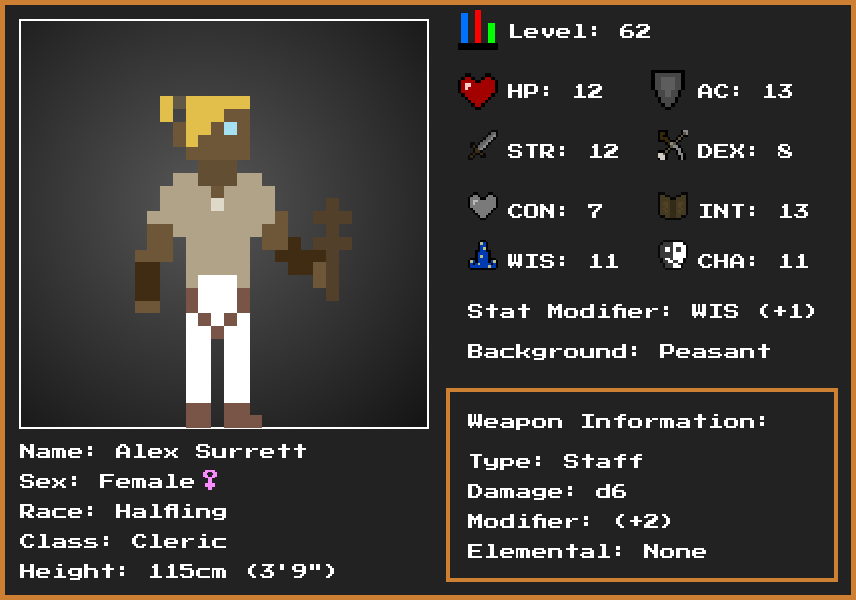 Level: 62
HP: 12 AC: 13
STR: 12 DEX: 8
CON: 7 INT: 13
WIS: 11 CHA: 11
Stat Modifier: WIS (+1)
Background: Peasant
Weapon Information:
Type: Staff
Damage: d6
Modifier: (+2)
Elemental: None
Name: Alex Surrett
Sex: Female♀
Race: Halfling
Class: Cleric
Height: 115cm (3'9")